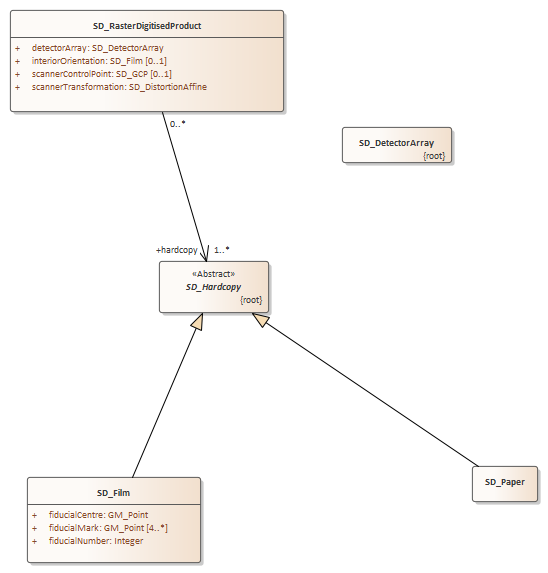 SD_RasterDigitisedProduct
+ detectorArray: SD_DetectorArray
+ interiorOrientation: SD_Film [0..1]
+ scannerControlPoint: SD_GCP [0..1]
+ scannerTransformation: SD_DistortionAffine
0..*
SD_DetectorArray
{root}
+hardcopy 1..*
«Abstract»
SD_Hardcopy
{root}
SD_Film
+ fiducialCentre: GM_Point
+ fiducialMark: GM_Point [4..*]
+ fiducialNumber: Integer
SD_Paper